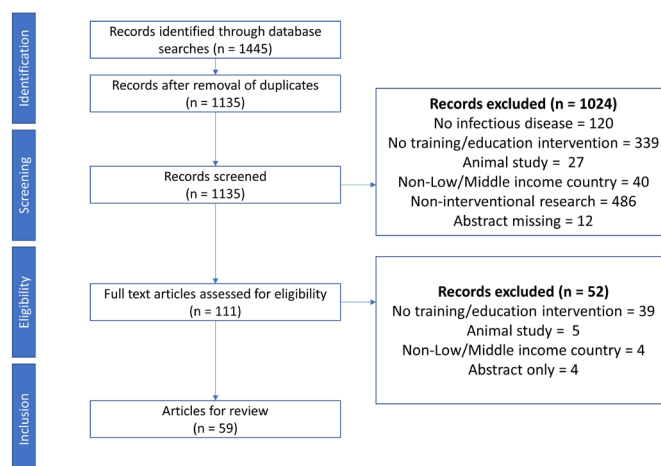 Identification
Records identified through database
searches (n = 1445)
Records after removal of duplicates
(n = 1135)
Screening
Records screened
(n = 1135)
Records excluded (n = 1024)
No infectious disease = 120
No training/education intervention = 339
Animal study = 27
Non-Low/Middle income country = 40
Non-interventional research = 486
Abstract missing = 12
Eligibility
Full text articles assessed for eligibility
(n = 111)
Records excluded (n = 52)
No training/education intervention = 39
Animal study = 5
Non-Low/Middle income country = 4
Abstract only = 4
Inclusion
Articles for review
(n = 59)